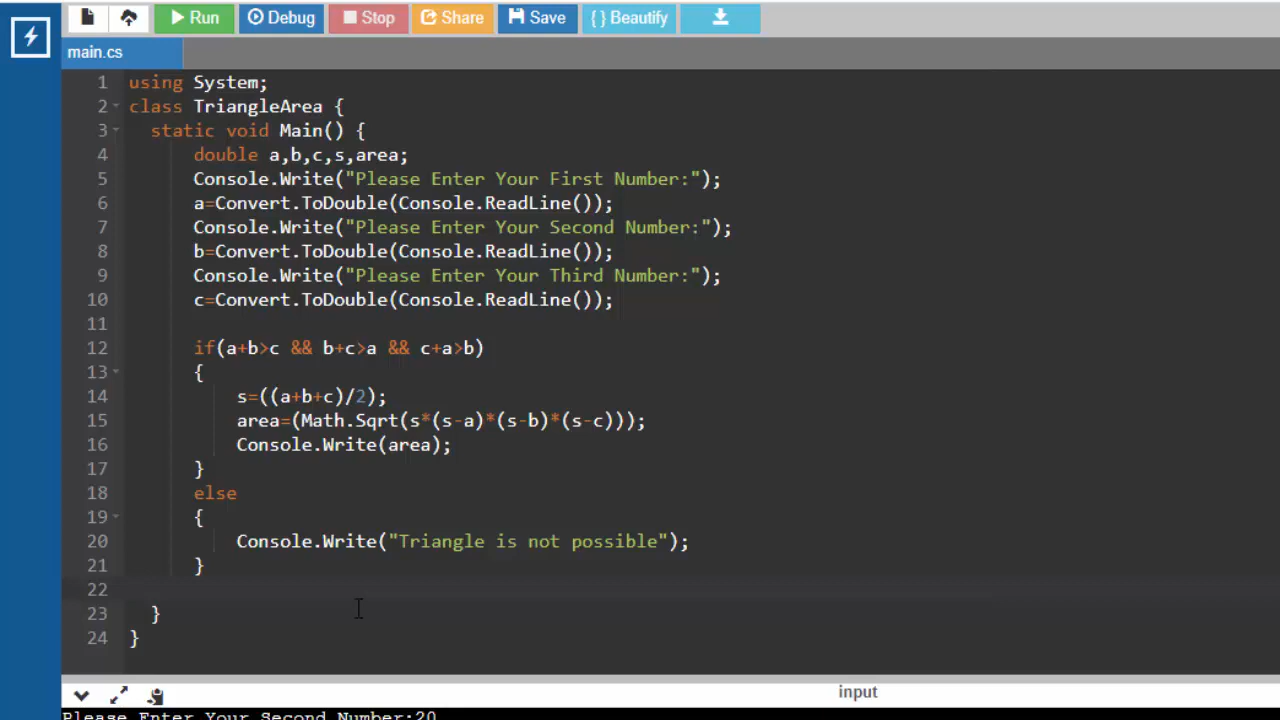 Run Debug Stop Share Save { } Beautify
main.cs
1 using System;
2 class TriangleArea {
3 static void Main() {
4 double a,b,c,s,area;
5 Console.Write("Please Enter Your First Number:");
6 a=Convert.ToDouble(Console.ReadLine());
7 Console.Write("Please Enter Your Second Number:");
8 b=Convert.ToDouble(Console.ReadLine());
9 Console.Write("Please Enter Your Third Number:");
10 c=Convert.ToDouble(Console.ReadLine());
11
12 if(a+b>c && b+c>a && c+a>b)
13 {
14 s=((a+b+c)/2);
15 area=(Math.Sqrt(s*(s-a)*(s-b)*(s-c)));
16 Console.Write(area);
17 }
18 else
19 {
20 Console.Write("Triangle is not possible");
21 }
22
23 }
24 }
input
Please Enter Your Second Number:20